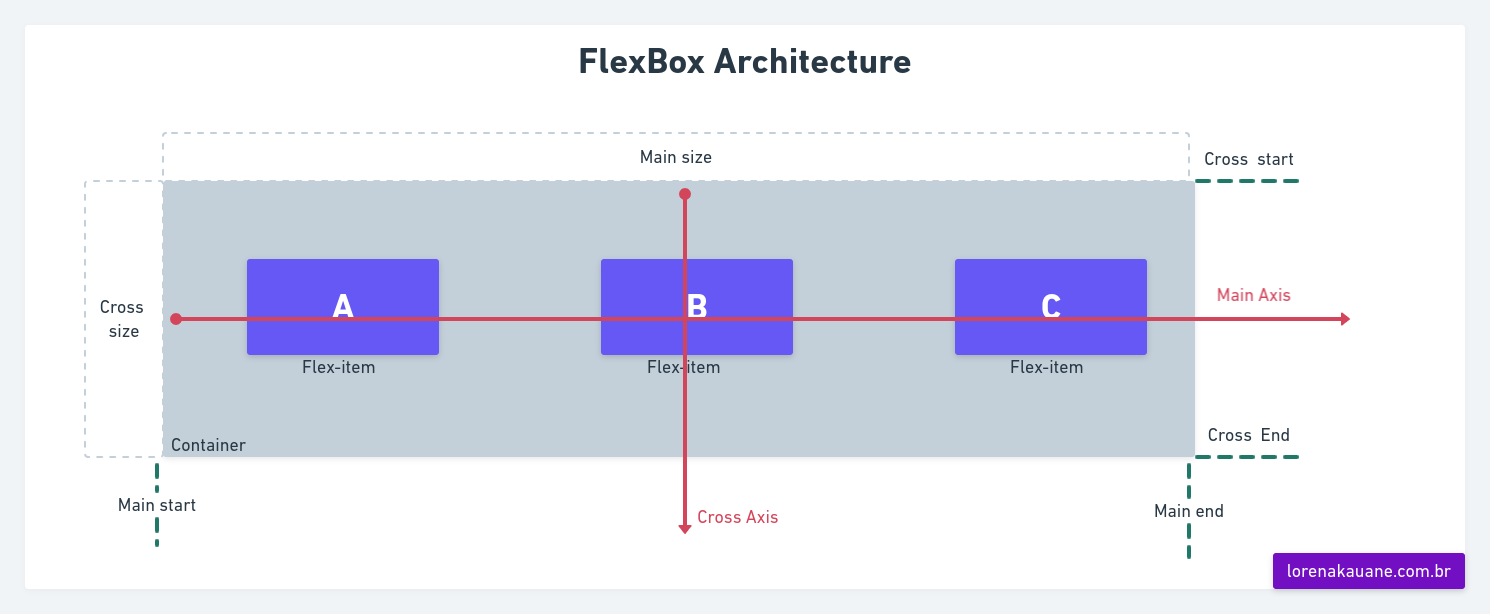 FlexBox Architecture
Main size
Cross start
A
B
C
Main Axis
Cross
size
Flex-item
Flex-item
Flex-item
Cross End
Container
Main start
Main end
Cross Axis
lorenakauane.com.br